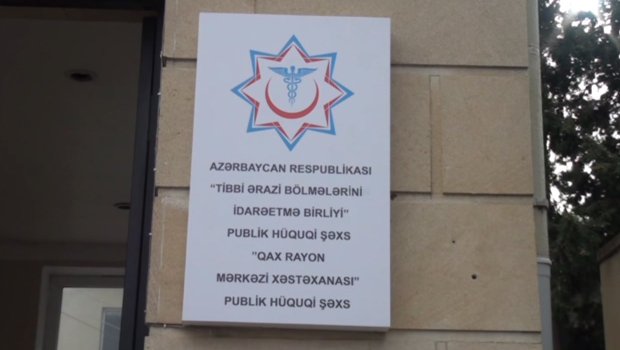 AZƏRBAYCAN RESPUBLİKASI
"TİBBİ ƏRAZİ BÖLMƏLƏRİNİ
İDARƏETMƏ BİRLİYİ"
PUBLİK HÜQUQİ ŞƏXS
"QAX RAYON
MƏRKƏZİ XƏSTƏXANASI"
PUBLİK HÜQUQİ ŞƏXS